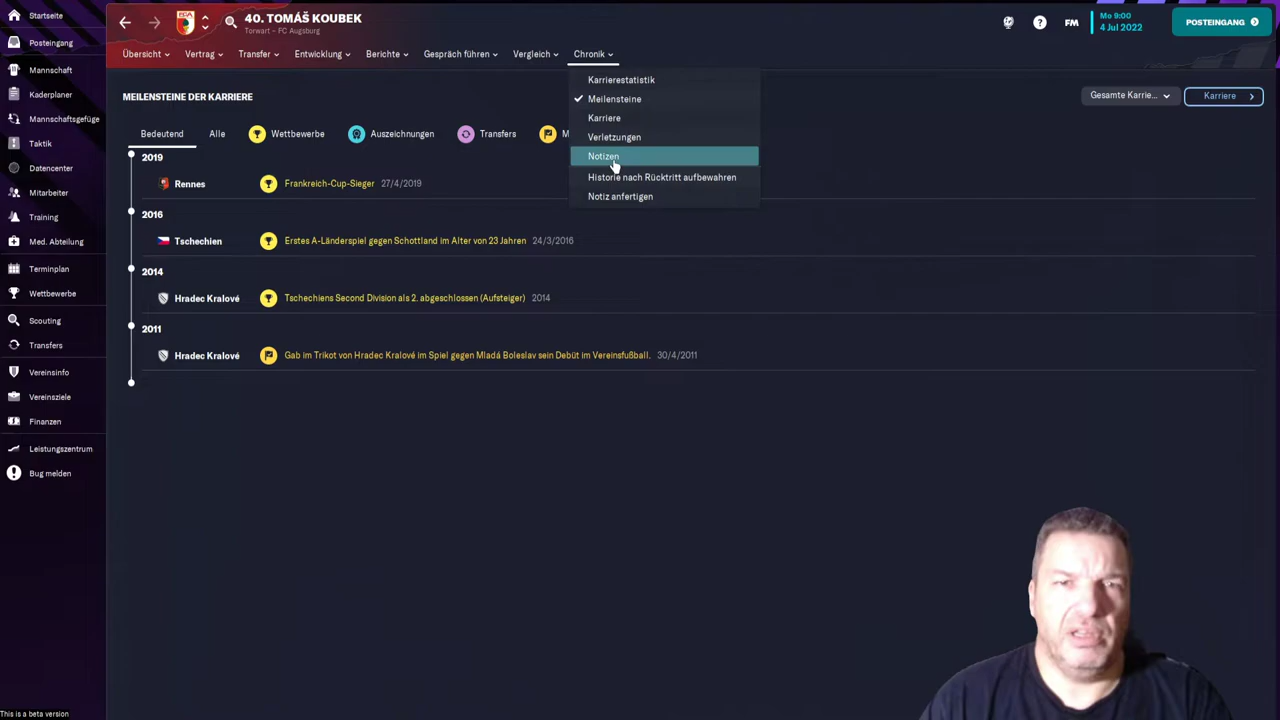 Startseite
Posteingang
Mannschaft
Kaderplaner
Mannschaftsgefüge
Taktik
Datencenter
Mitarbeiter
Training
Med. Abteilung
Terminplan
Wettbewerbe
Scouting
Transfers
Vereinsinfo
Vereinsziele
Finanzen
Leistungszentrum
Bug melden
This is a beta version
40. TOMÁŠ KOUBEK
Torwart – FC Augsburg
FM
Mo 9:00
4 Jul 2022
POSTEINGANG
Übersicht Vertrag Transfer Entwicklung Berichte Gespräch führen Vergleich Chronik
Karrierestatistik
Meilensteine
Karriere
Verletzungen
Notizen
Historie nach Rücktritt aufbewahren
Notiz anfertigen
MEILENSTEINE DER KARRIERE
Gesamte Karrie... Karriere
Bedeutend Alle Wettbewerbe Auszeichnungen Transfers M
2019
Rennes Frankreich-Cup-Sieger 27/4/2019
2016
Tschechien Erstes A-Länderspiel gegen Schottland im Alter von 23 Jahren 24/3/2016
2014
Hradec Kralové Tschechiens Second Division als 2. abgeschlossen (Aufsteiger) 2014
2011
Hradec Kralové Gab im Trikot von Hradec Kralové im Spiel gegen Mladá Boleslav sein Debüt im Vereinsfußball. 30/4/2011